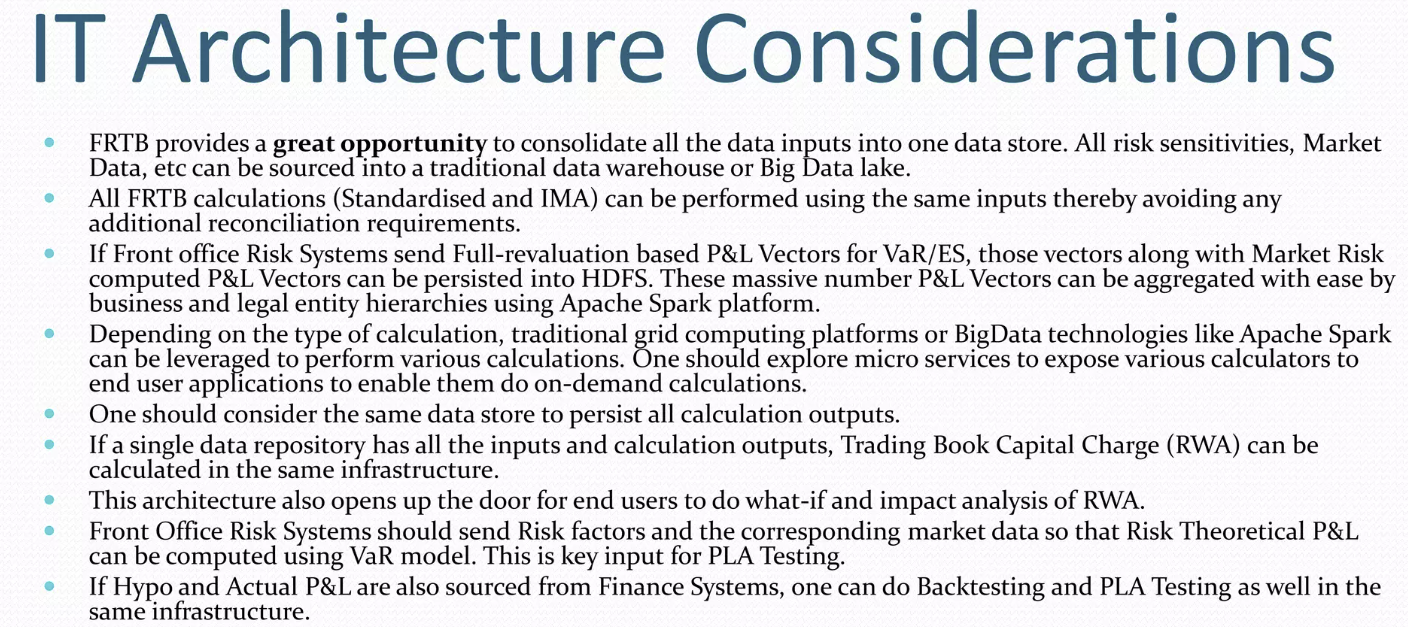 IT Architecture Considerations
• FRTB provides a great opportunity to consolidate all the data inputs into one data store. All risk sensitivities, Market
Data, etc can be sourced into a traditional data warehouse or Big Data lake.
• All FRTB calculations (Standardised and IMA) can be performed using the same inputs thereby avoiding any
additional reconciliation requirements.
• If Front office Risk Systems send Full-revaluation based P&L Vectors for VaR/ES, those vectors along with Market Risk
computed P&L Vectors can be persisted into HDFS. These massive number P&L Vectors can be aggregated with ease by
business and legal entity hierarchies using Apache Spark platform.
• Depending on the type of calculation, traditional grid computing platforms or BigData technologies like Apache Spark
can be leveraged to perform various calculations. One should explore micro services to expose various calculators to
end user applications to enable them do on-demand calculations.
• One should consider the same data store to persist all calculation outputs.
• If a single data repository has all the inputs and calculation outputs, Trading Book Capital Charge (RWA) can be
calculated in the same infrastructure.
• This architecture also opens up the door for end users to do what-if and impact analysis of RWA.
• Front Office Risk Systems should send Risk factors and the corresponding market data so that Risk Theoretical P&L
can be computed using VaR model. This is key input for PLA Testing.
• If Hypo and Actual P&L are also sourced from Finance Systems, one can do Backtesting and PLA Testing as well in the
same infrastructure.